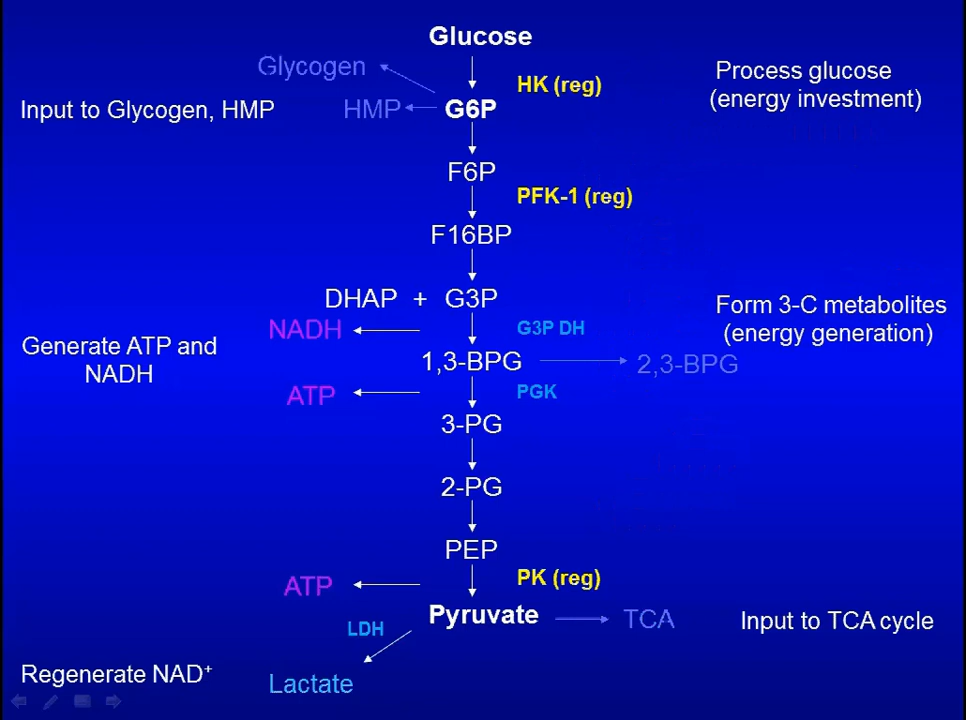 Glucose
Glycogen
HK (reg)
Process glucose
(energy investment)
Input to Glycogen, HMP
HMP
G6P
F6P
PFK-1 (reg)
F16BP
DHAP + G3P
Form 3-C metabolites
(energy generation)
NADH
G3P DH
Generate ATP and
NADH
1,3-BPG
2,3-BPG
ATP
PGK
3-PG
2-PG
PEP
ATP
PK (reg)
Pyruvate
TCA
Input to TCA cycle
LDH
Regenerate NAD⁺
Lactate